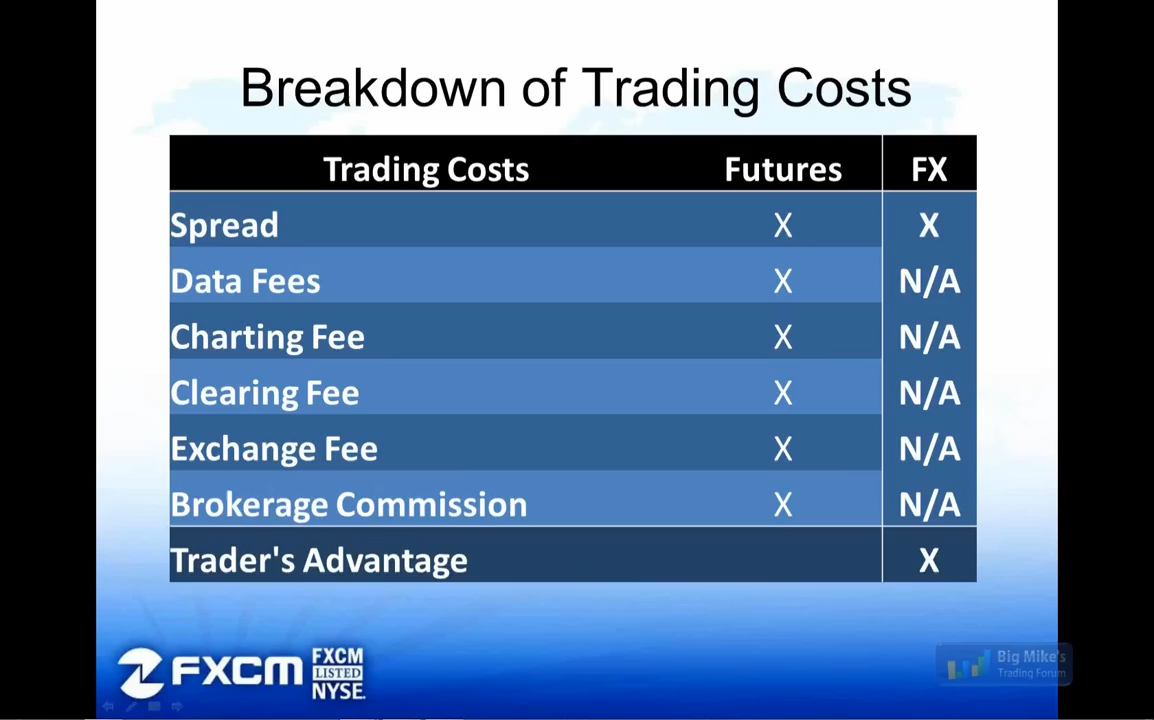 Breakdown of Trading Costs
Trading Costs Futures FX
Spread X X
Data Fees X N/A
Charting Fee X N/A
Clearing Fee X N/A
Exchange Fee X N/A
Brokerage Commission X N/A
Trader's Advantage X
FXCM
FXCM
LISTED
NYSE.
Big Mike's
Trading Forum